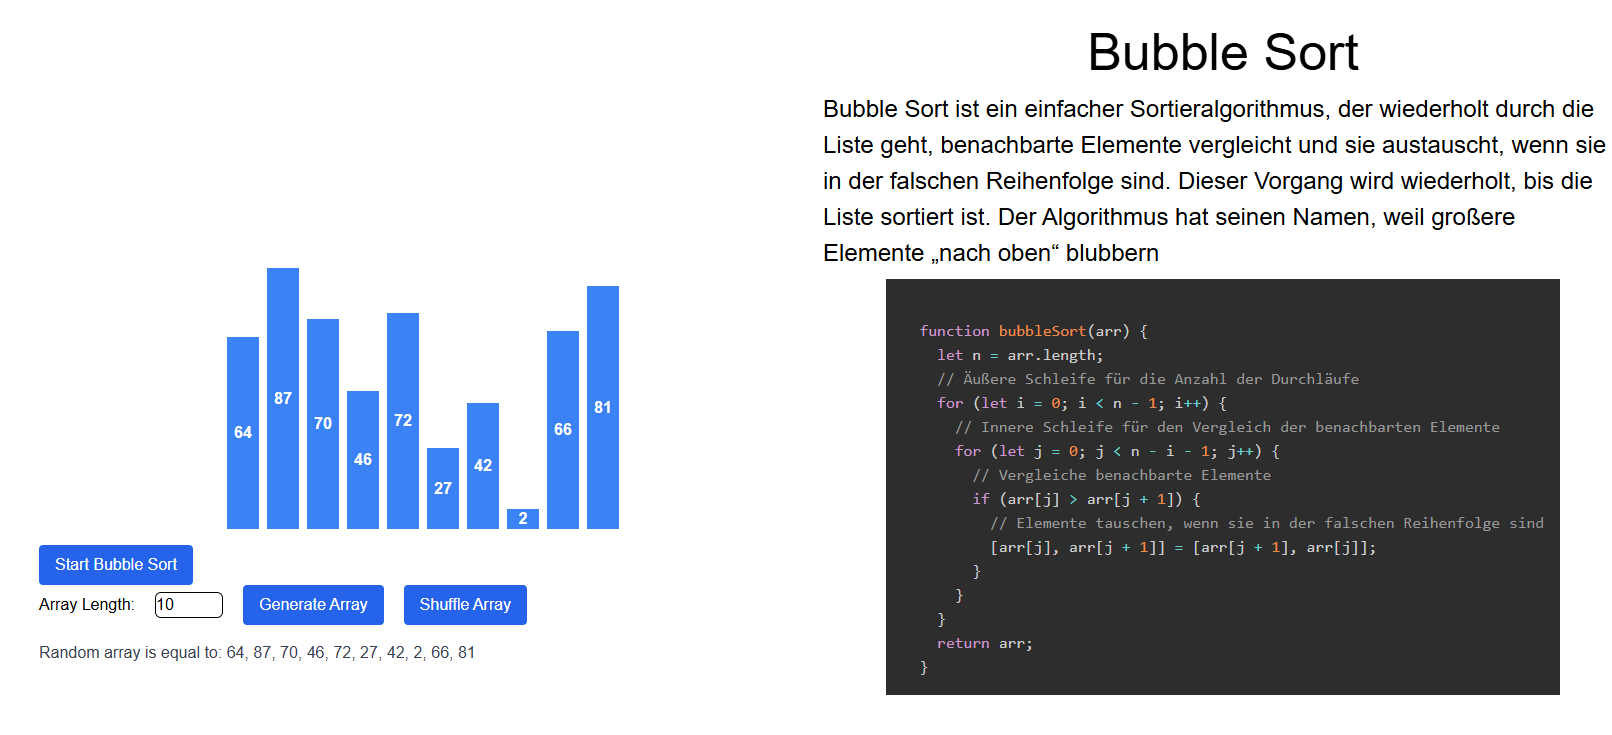 64
87
70
46
72
27
42
2
66
81
Start Bubble Sort
Array Length: 10 Generate Array Shuffle Array
Random array is equal to: 64, 87, 70, 46, 72, 27, 42, 2, 66, 81
Bubble Sort
Bubble Sort ist ein einfacher Sortieralgorithmus, der wiederholt durch die
Liste geht, benachbarte Elemente vergleicht und sie austauscht, wenn sie
in der falschen Reihenfolge sind. Dieser Vorgang wird wiederholt, bis die
Liste sortiert ist. Der Algorithmus hat seinen Namen, weil großere
Elemente „nach oben“ blubbern
function bubbleSort(arr) {
  let n = arr.length;
  // Äußere Schleife für die Anzahl der Durchläufe
  for (let i = 0; i < n - 1; i++) {
    // Innere Schleife für den Vergleich der benachbarten Elemente
    for (let j = 0; j < n - i - 1; j++) {
      // Vergleiche benachbarte Elemente
      if (arr[j] > arr[j + 1]) {
        // Elemente tauschen, wenn sie in der falschen Reihenfolge sind
        [arr[j], arr[j + 1]] = [arr[j + 1], arr[j]];
      }
    }
  }
  return arr;
}